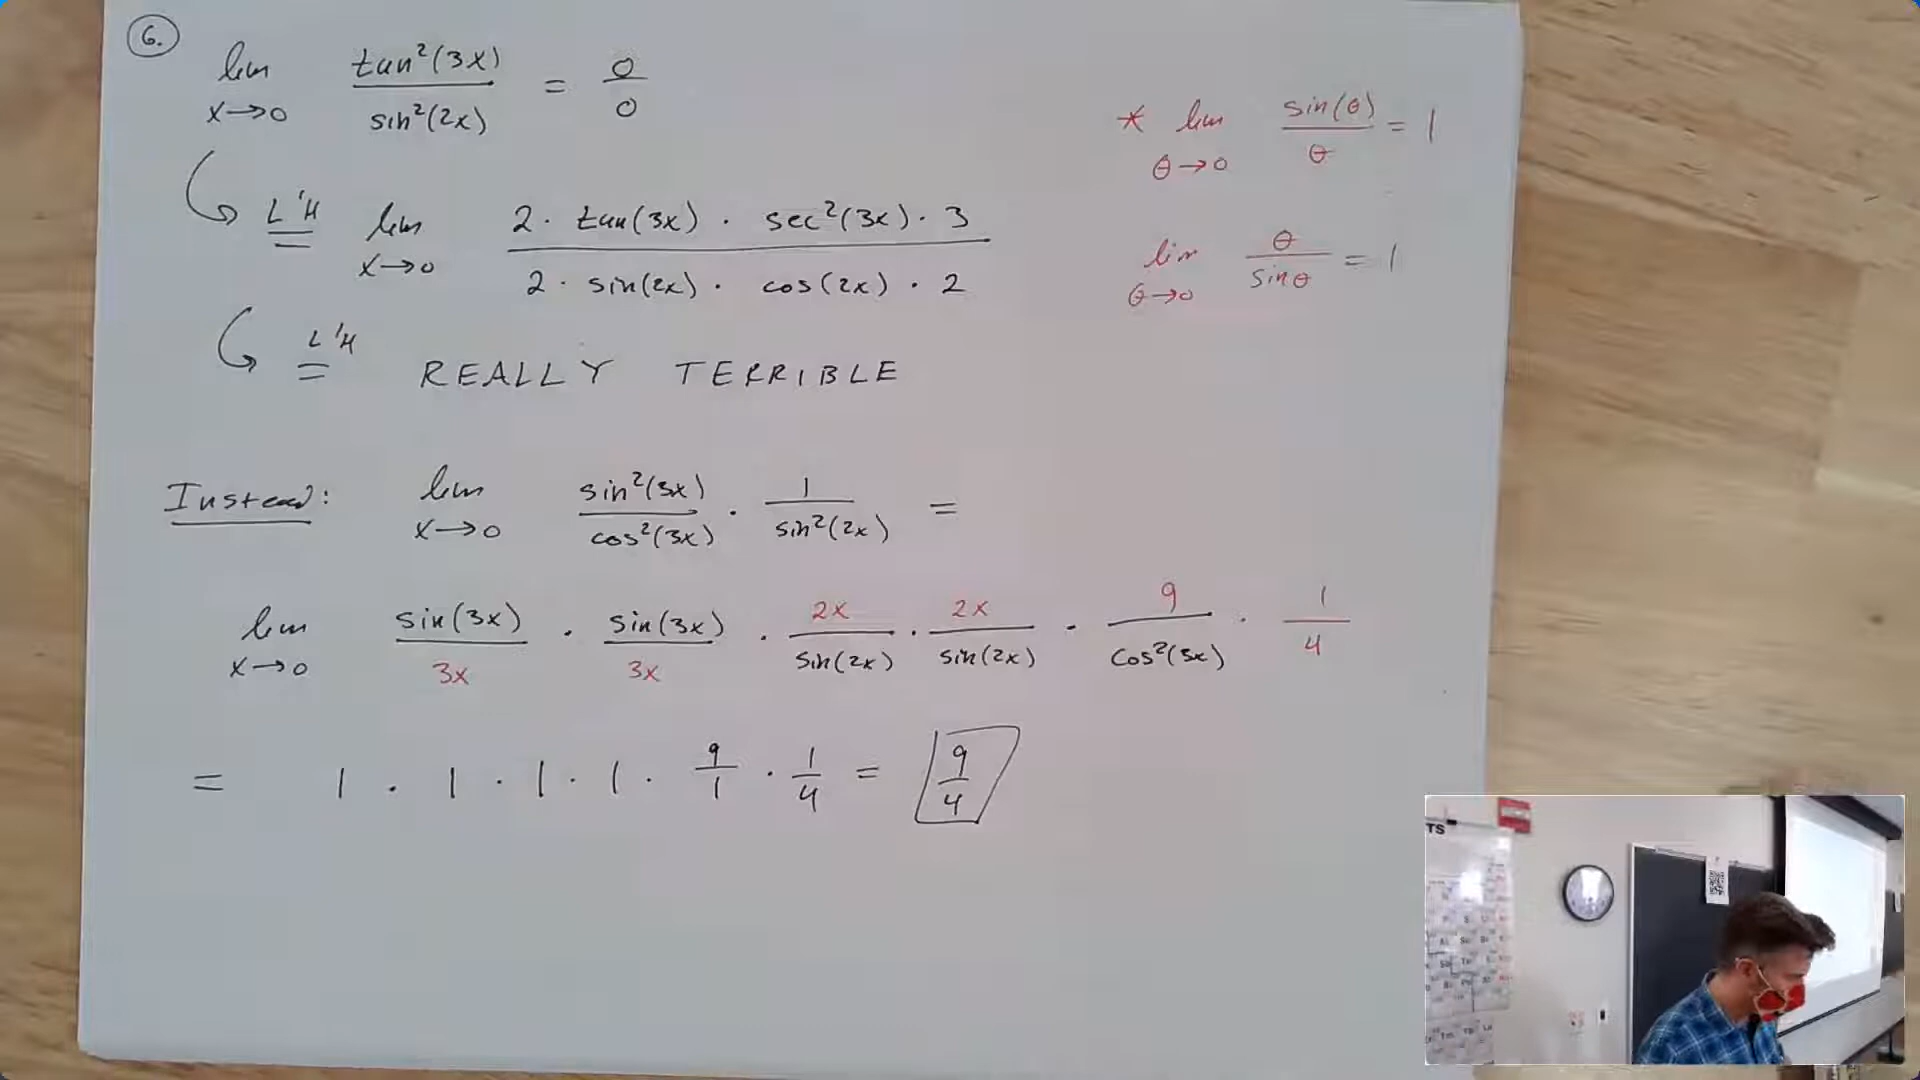 6.
lim x→0 tan²(3x) / sin²(2x) = 0/0
* lim θ→0 sin(θ)/θ = 1
L'H = lim x→0 2 · tan(3x) · sec²(3x) · 3 / 2 · sin(2x) · cos(2x) · 2
lim θ→0 θ/sinθ = 1
L'H = REALLY TERRIBLE
Instead: lim x→0 sin²(3x)/cos²(3x) · 1/sin²(2x) =
lim x→0 sin(3x)/3x · sin(3x)/3x · 2x/sin(2x) · 2x/sin(2x) · 9/cos²(3x) · 1/4
= 1 · 1 · 1 · 1 · 9/1 · 1/4 = 9/4
TS